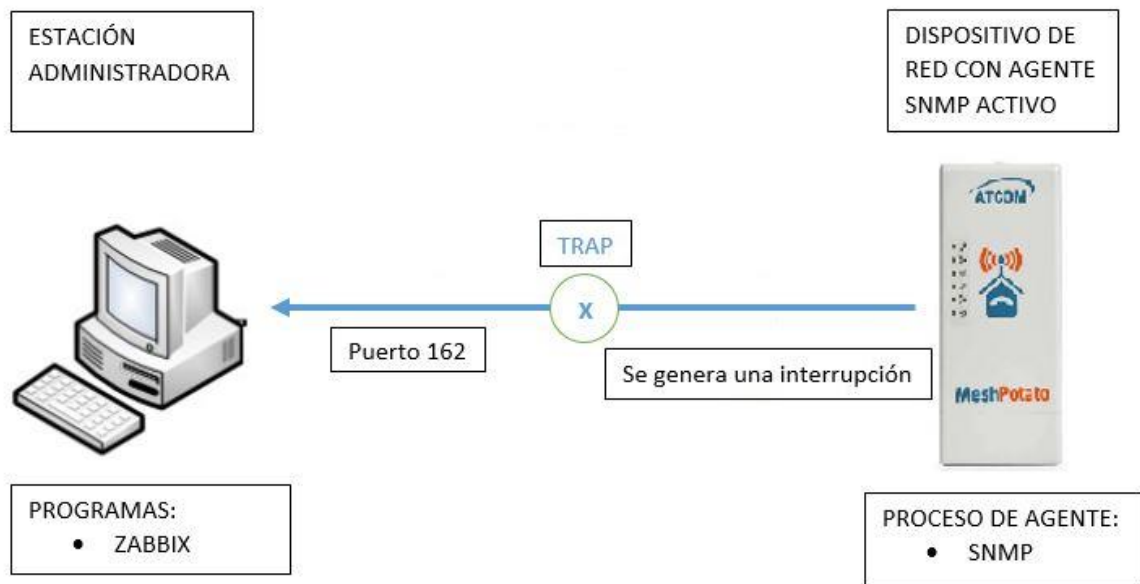 ESTACIÓN
ADMINISTRADORA
DISPOSITIVO DE
RED CON AGENTE
SNMP ACTIVO
ATCOM
TRAP
X
Puerto 162
Se genera una interrupción
MeshPotato
PROGRAMAS:
• ZABBIX
PROCESO DE AGENTE:
• SNMP